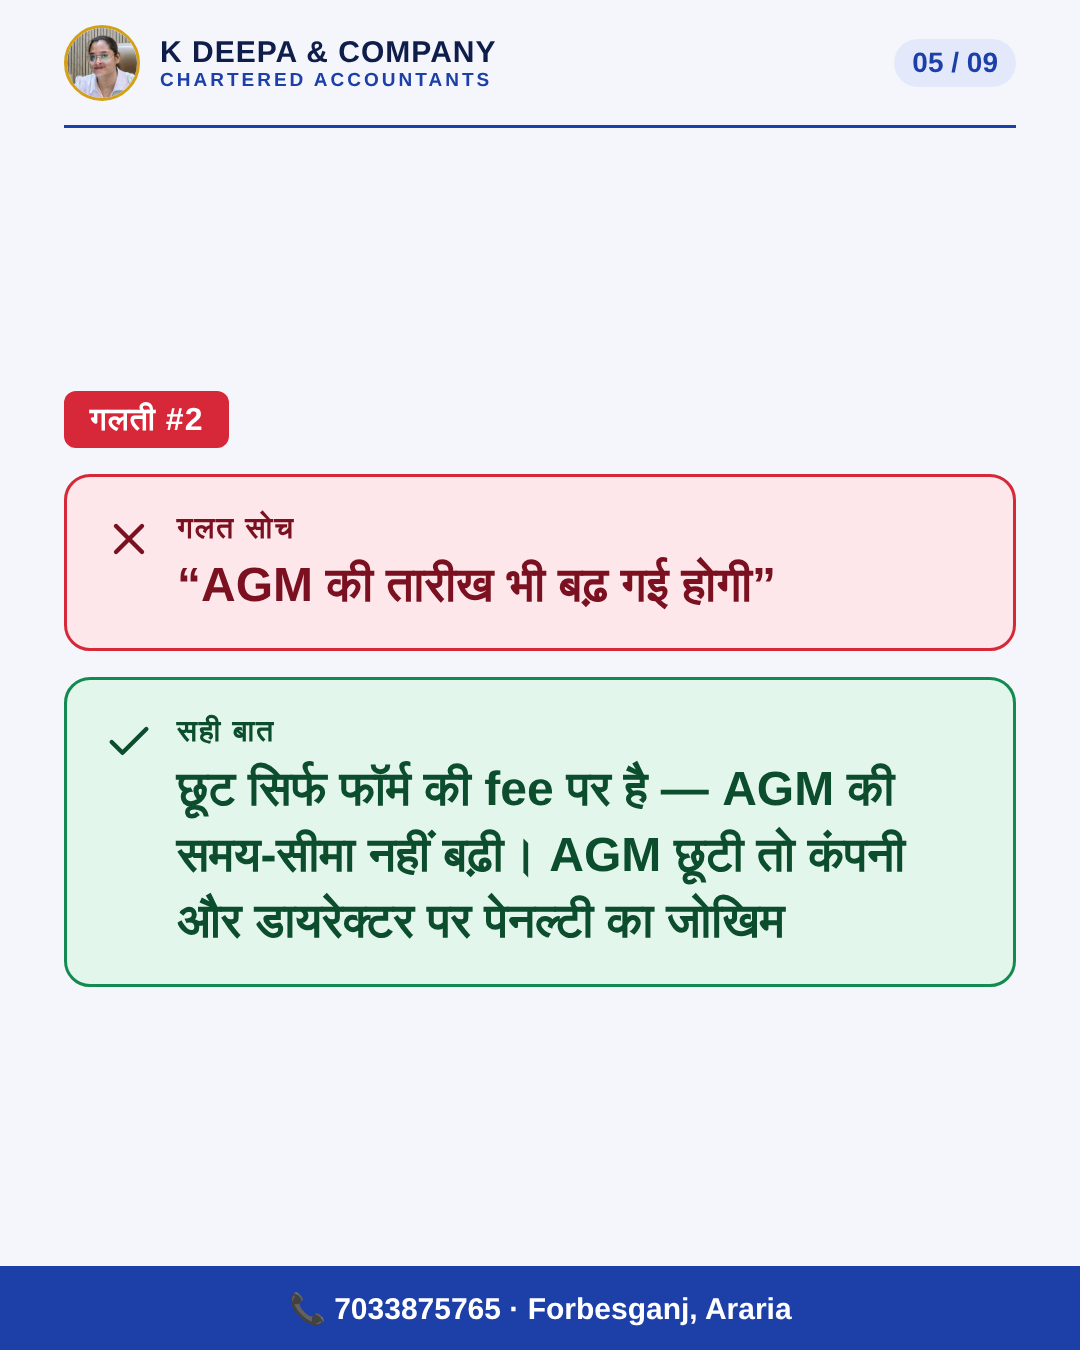 K DEEPA & COMPANY
CHARTERED ACCOUNTANTS
05 / 09
गलती #2
गलत सोच
“AGM की तारीख भी बढ़ गई होगी”
सही बात
छूट सिर्फ फॉर्म की fee पर है — AGM की
समय-सीमा नहीं बढ़ी। AGM छूटी तो कंपनी
और डायरेक्टर पर पेनल्टी का जोखिम
📞 7033875765 · Forbesganj, Araria